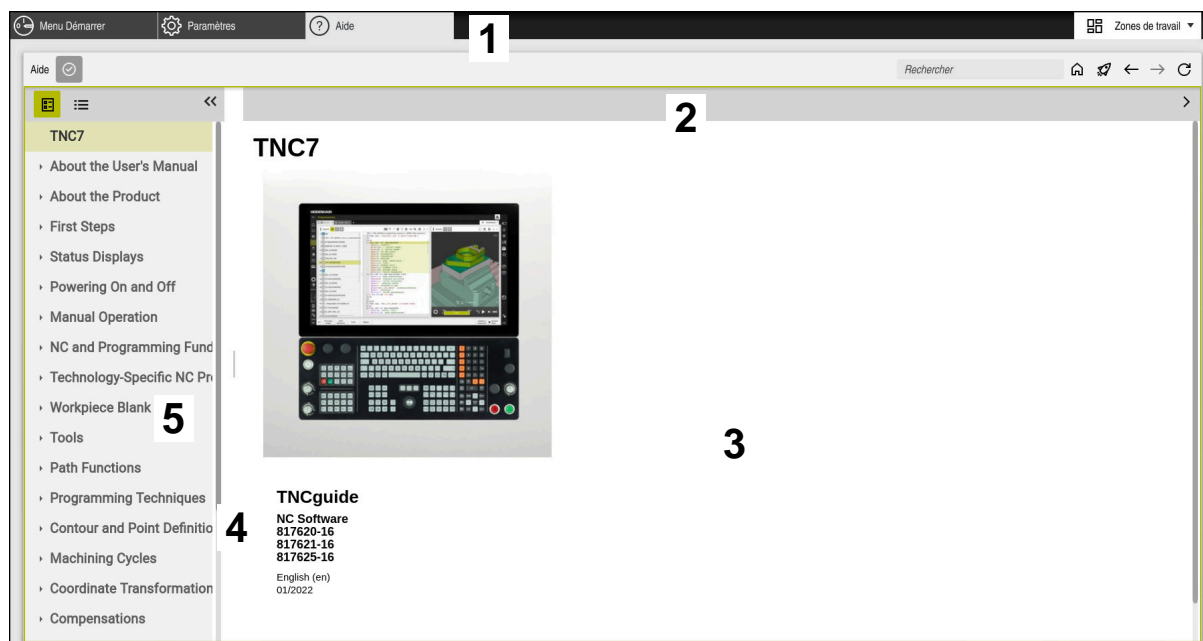 Menu Démarrer
Paramètres
? Aide
1
Zones de travail
Aide
Rechercher
2
TNC7
About the User's Manual
About the Product
First Steps
Status Displays
Powering On and Off
Manual Operation
NC and Programming Fund
Technology-Specific NC Pr
Workpiece Blank
Tools
Path Functions
Programming Techniques
Contour and Point Definitio
Machining Cycles
Coordinate Transformation
Compensations
5
4
TNC7
HEIDENHAIN
3
TNCguide
NC Software
817620-16
817621-16
817625-16
English (en)
01/2022